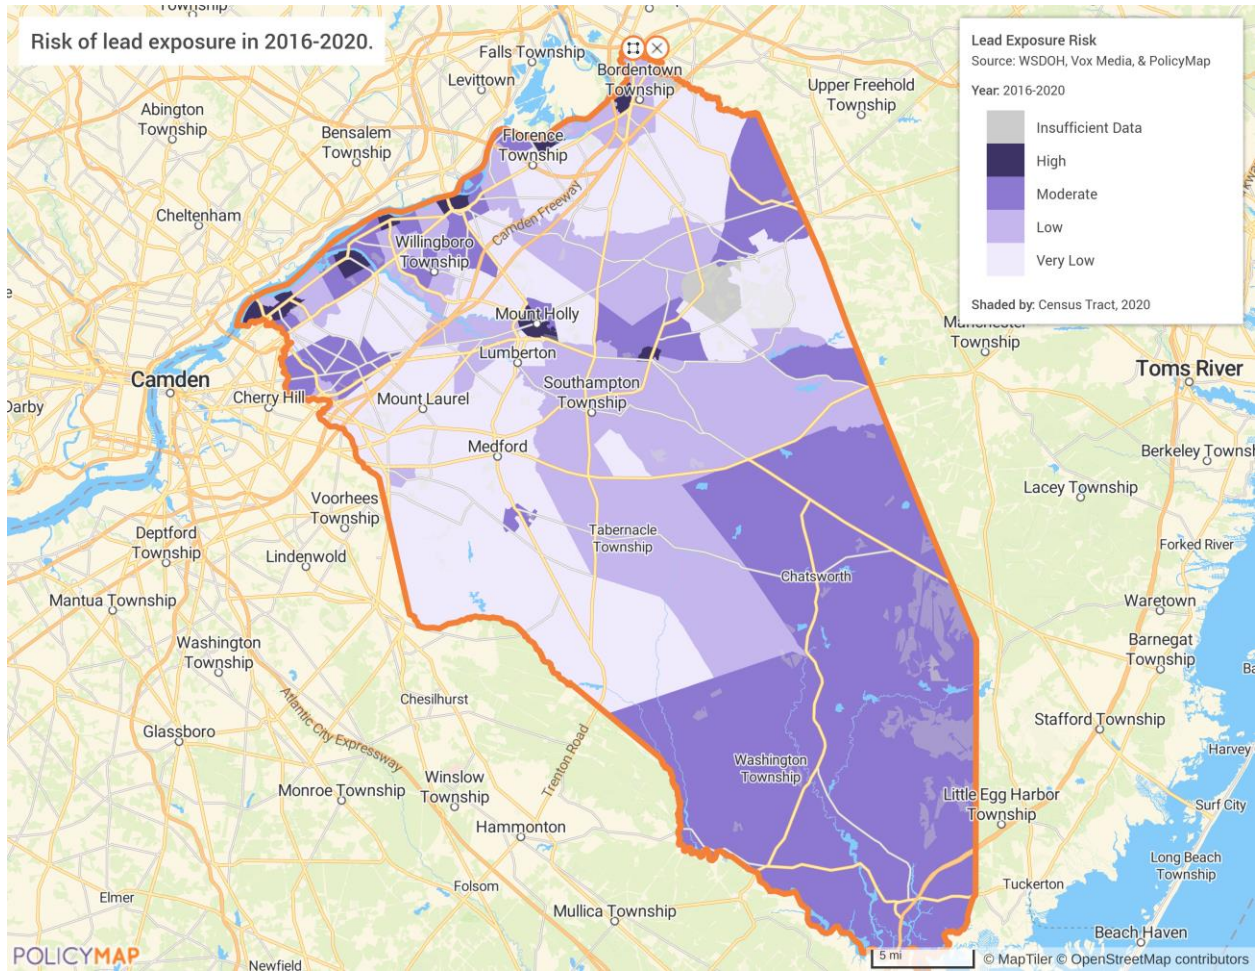 Risk of lead exposure in 2016-2020.
Lead Exposure Risk
Source: WSDOH, Vox Media, & PolicyMap
Year: 2016-2020
Insufficient Data
High
Moderate
Low
Very Low
Shaded by: Census Tract, 2020
Falls Township
Levittown
Bordentown
Township
Upper Freehold
Township
Abington
Township
Bensalem
Township
Florence
Township
Cheltenham
Camden Freeway
Willingboro
Township
Mount Holly
Lumberton
Manchester
Township
Camden
Toms River
Darby
Cherry Hill
Mount Laurel
Southampton
Township
Medford
Berkeley Townsh
Voorhees
Township
Lacey Township
Deptford
Township
Lindenwold
Tabernacle
Township
Forked River
Chatsworth
Mantua Township
Waretown
Washington
Township
Barnegat
Township
Ba
Chesilhurst
Atlantic City Expressway
Trenton Road
Glassboro
Stafford Township
Harvey
Washington
Township
Monroe Township
Winslow
Township
Little Egg Harbor
Township
Surf City
Hammonton
Long Beach
Township
Elmer
Folsom
Tuckerton
Mullica Township
Beach Haven
POLICYMAP
Newfield
5 mi
© MapTiler © OpenStreetMap contributors